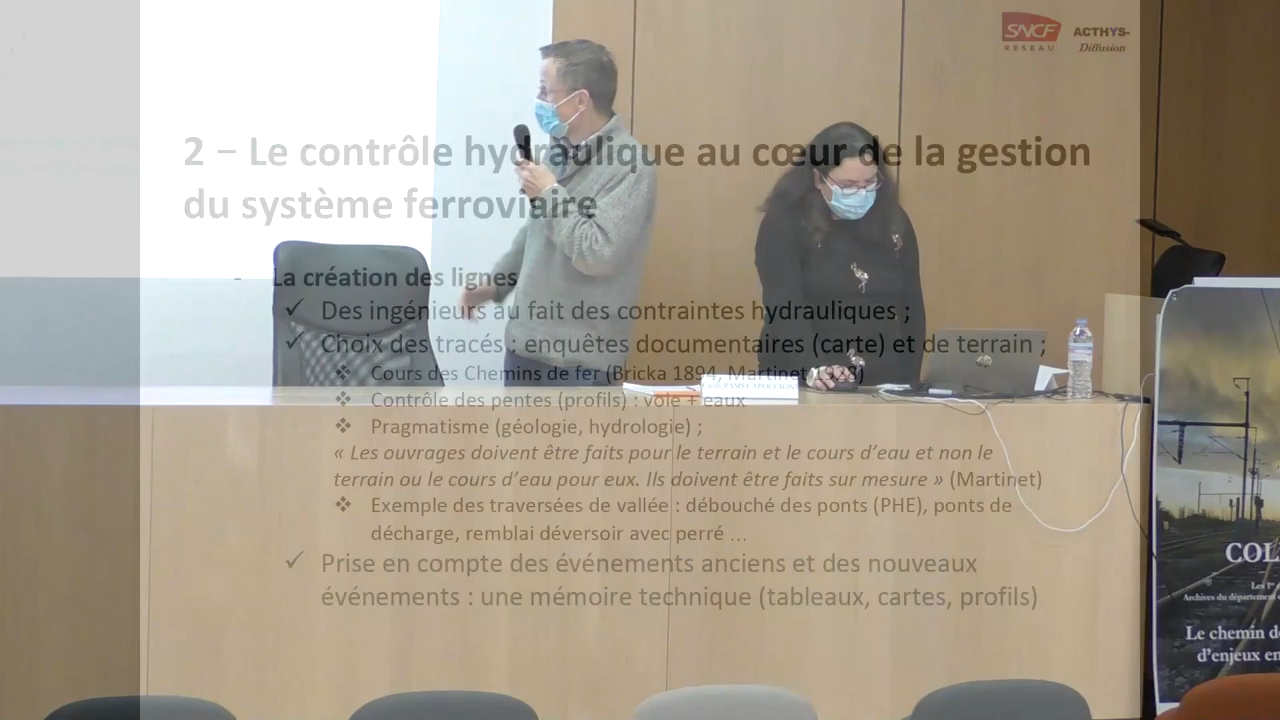 SNCF
RESEAU
ACTHYS-
Diffusion
2 – Le contrôle hydraulique au cœur de la gestion
du système ferroviaire
- La création des lignes
✓ Des ingénieurs au fait des contraintes hydrauliques ;
✓ Choix des tracés : enquêtes documentaires (carte) et de terrain ;
❖ Cours des Chemins de fer (Bricka 1894, Martinet 1928)
❖ Contrôle des pentes (profils) : voie + eaux
❖ Pragmatisme (géologie, hydrologie) ;
« Les ouvrages doivent être faits pour le terrain et le cours d'eau et non le
terrain ou le cours d'eau pour eux. Ils doivent être faits sur mesure » (Martinet)
❖ Exemple des traversées de vallée : débouché des ponts (PHE), ponts de
décharge, remblai déversoir avec perré ...
✓ Prise en compte des événements anciens et des nouveaux
événements : une mémoire technique (tableaux, cartes, profils)
COL
Les
Archives du département
Le chemin d
d'enjeux en